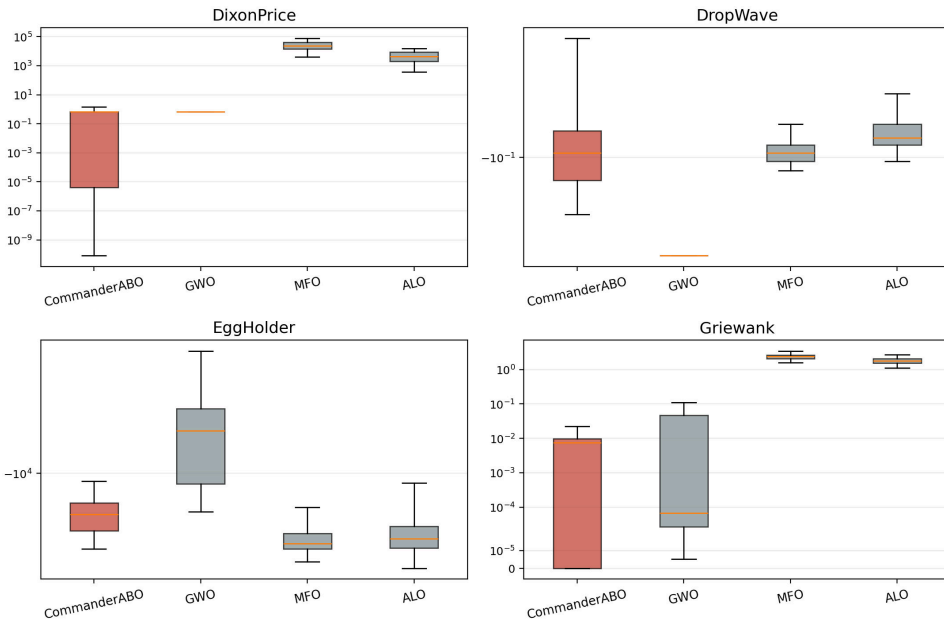 DixonPrice
10^5
10^3
10^1
10^-1
10^-3
10^-5
10^-7
10^-9
CommanderABO GWO MFO ALO
DropWave
-10^-1
CommanderABO GWO MFO ALO
EggHolder
-10^4
CommanderABO GWO MFO ALO
Griewank
10^0
10^-1
10^-2
10^-3
10^-4
10^-5
0
CommanderABO GWO MFO ALO